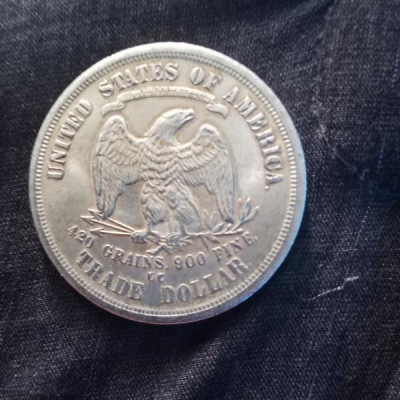 UNITED STATES OF AMERICA
420 GRAINS, 900 FINE.
CC
TRADE DOLLAR